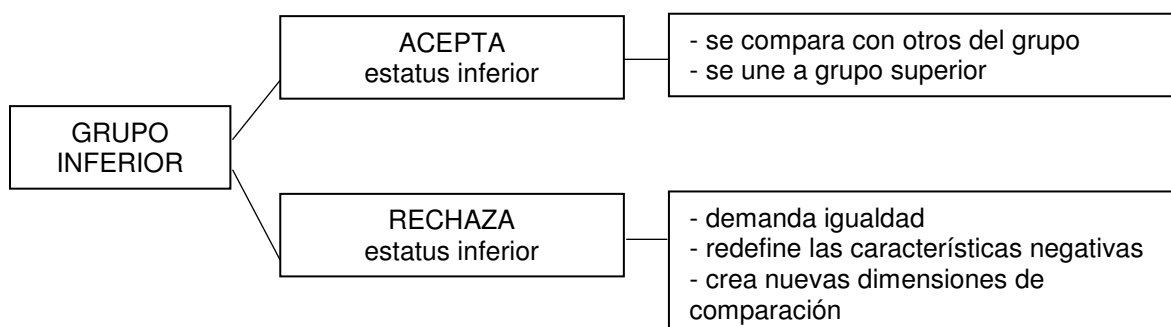 GRUPO
INFERIOR
ACEPTA
estatus inferior
- se compara con otros del grupo
- se une a grupo superior
RECHAZA
estatus inferior
- demanda igualdad
- redefine las características negativas
- crea nuevas dimensiones de
comparación